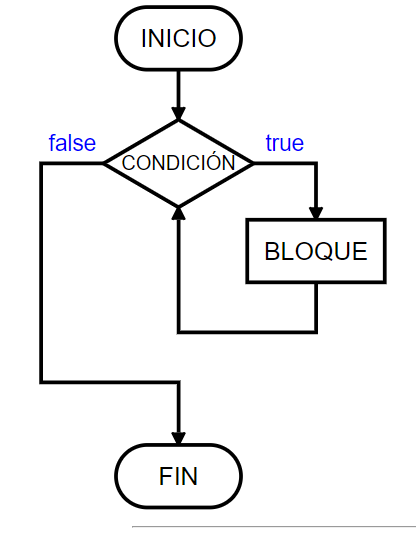 INICIO
false
true
CONDICIÓN
BLOQUE
FIN